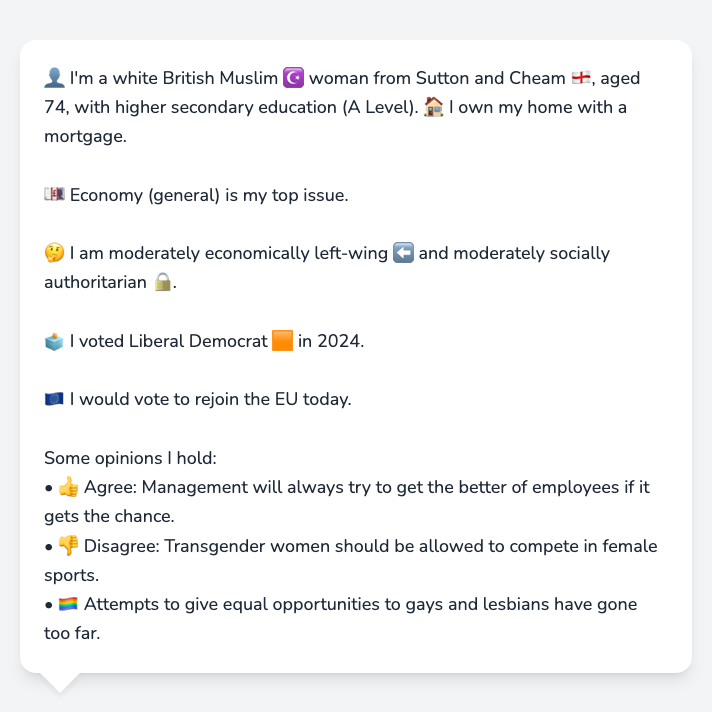 👤 I'm a white British Muslim ☪️ woman from Sutton and Cheam 🏴󠁧󠁢󠁥󠁮󠁧󠁿, aged
74, with higher secondary education (A Level). 🏠 I own my home with a
mortgage.
💷 Economy (general) is my top issue.
🤔 I am moderately economically left-wing ⬅️ and moderately socially
authoritarian 🔒.
🗳️ I voted Liberal Democrat 🟧 in 2024.
🇪🇺 I would vote to rejoin the EU today.
Some opinions I hold:
• 👍 Agree: Management will always try to get the better of employees if it
gets the chance.
• 👎 Disagree: Transgender women should be allowed to compete in female
sports.
• 🏳️‍🌈 Attempts to give equal opportunities to gays and lesbians have gone
too far.